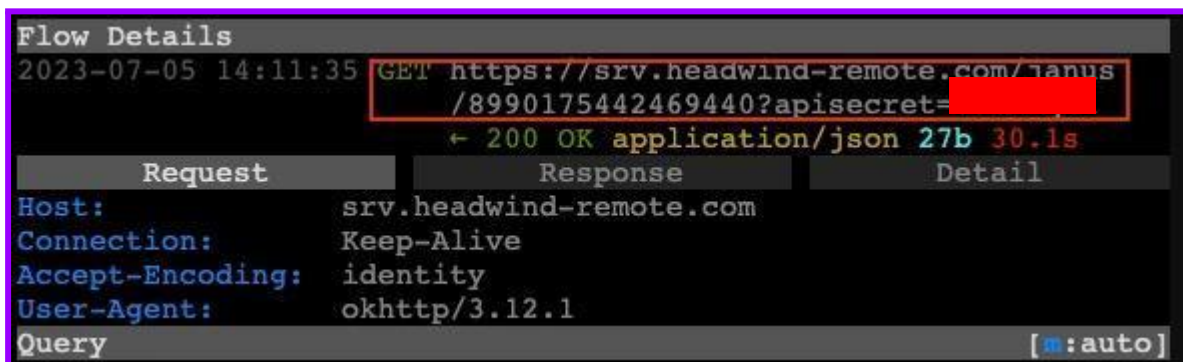 Flow Details
2023-07-05 14:11:35 GET https://srv.headwind-remote.com/janus
/8990175442469440?apisecret=
← 200 OK application/json 27b 30.1s
Request Response Detail
Host: srv.headwind-remote.com
Connection: Keep-Alive
Accept-Encoding: identity
User-Agent: okhttp/3.12.1
Query [m:auto]